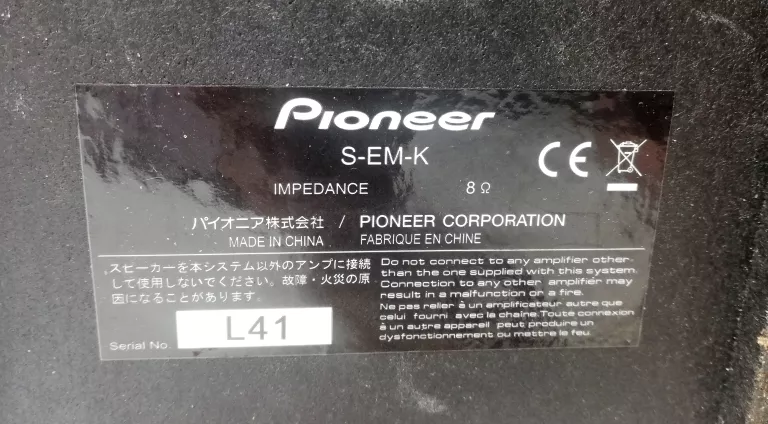 Pioneer
S-EM-K
CE
IMPEDANCE 8 Ω
パイオニア株式会社 / PIONEER CORPORATION
MADE IN CHINA FABRIQUE EN CHINE
スピーカーを本システム以外のアンプに接続
して使用しないでください。故障・火災の原
因になることがあります。
Do not connect to any amplifier other
than the one supplied with this system.
Connection to any other amplifiér may
result in a malfunction or a fire.
Ne pas relier à un amplificateur autre que
celui fourni avec la chaîne.Toute connexion
à un autre appareil peut produire un
dysfonctionnement ou mettre le feu.
Serial No. L41